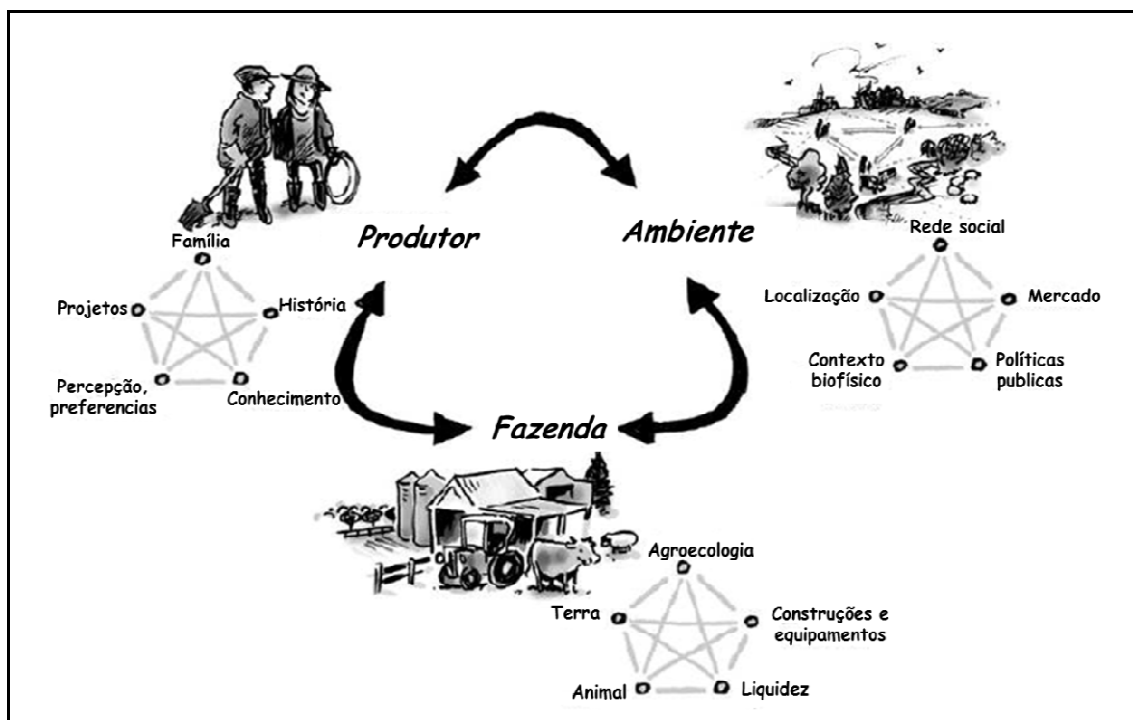 Produtor
Ambiente
Família
Projetos
História
Percepção,
preferencias
Conhecimento
Rede social
Localização
Mercado
Contexto
biofísico
Políticas
publicas
Fazenda
Agroecologia
Terra
Construções e
equipamentos
Animal
Liquidez